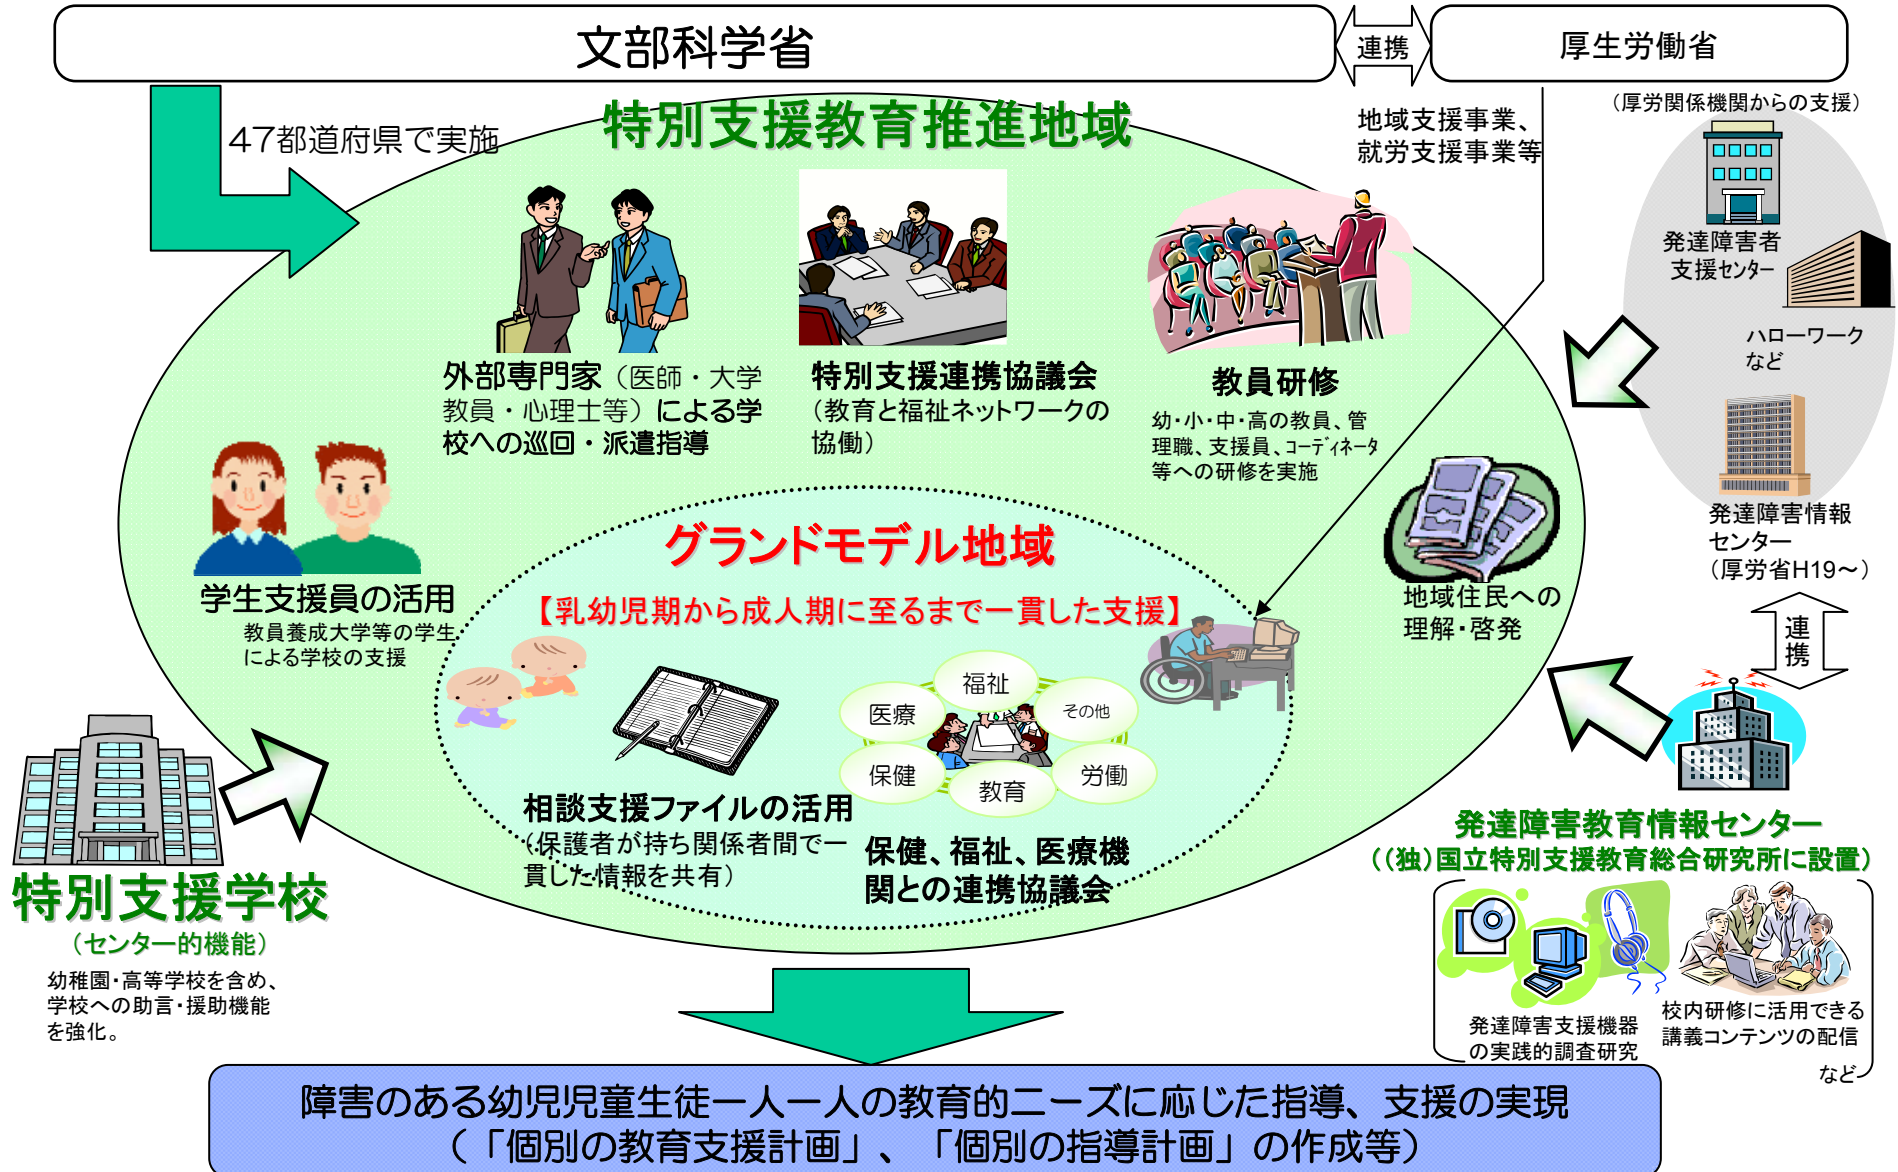 文部科学省
連携
厚生労働省
47都道府県で実施
特別支援教育推進地域
地域支援事業、
就労支援事業等
（厚労関係機関からの支援）
発達障害者
支援センター
ハローワーク
など
発達障害情報
センター
（厚労省H19～）
連
携
外部専門家（医師・大学
教員・心理士等）による学
校への巡回・派遣指導
特別支援連携協議会
（教育と福祉ネットワークの
協働）
教員研修
幼・小・中・高の教員、管
理職、支援員、コーディネータ
等への研修を実施
学生支援員の活用
教員養成大学等の学生
による学校の支援
地域住民への
理解・啓発
グランドモデル地域
【乳幼児期から成人期に至るまで一貫した支援】
相談支援ファイルの活用
（保護者が持ち関係者間で一
貫した情報を共有）
福祉
医療
その他
保健
教育
労働
保健、福祉、医療機
関との連携協議会
特別支援学校
（センター的機能）
幼稚園・高等学校を含め、
学校への助言・援助機能
を強化。
発達障害教育情報センター
（（独）国立特別支援教育総合研究所に設置）
発達障害支援機器
の実践的調査研究
校内研修に活用できる
講義コンテンツの配信
など
障害のある幼児児童生徒一人一人の教育的ニーズに応じた指導、支援の実現
（「個別の教育支援計画」、「個別の指導計画」の作成等）